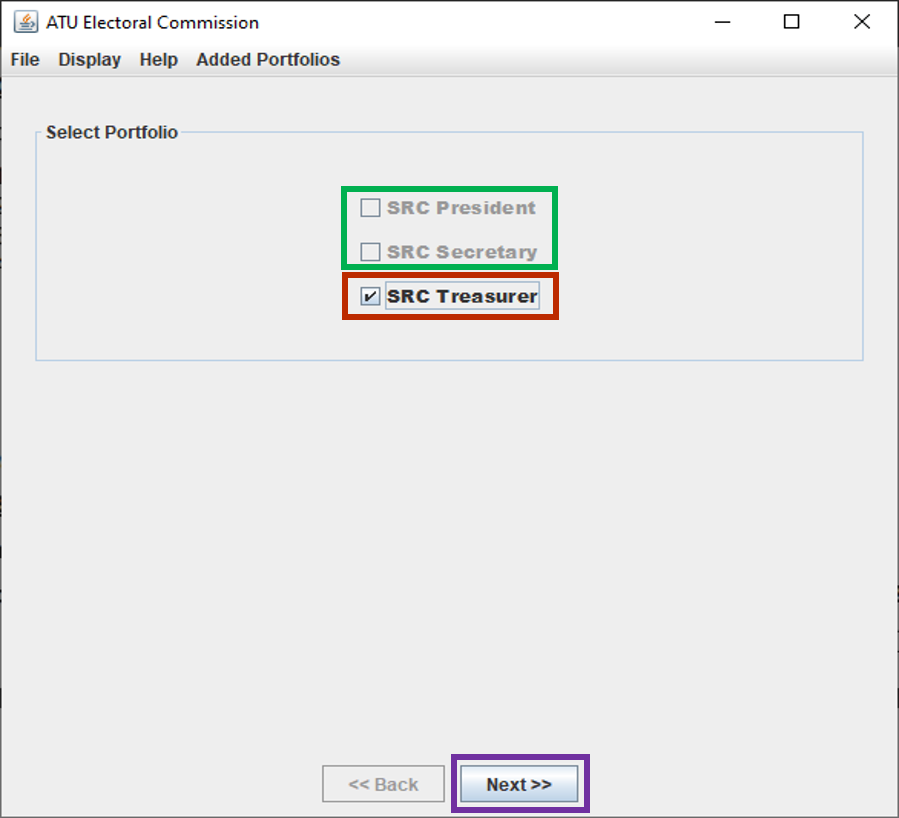 ATU Electoral Commission
File Display Help Added Portfolios
Select Portfolio
SRC President
SRC Secretary
SRC Treasurer
<< Back Next >>